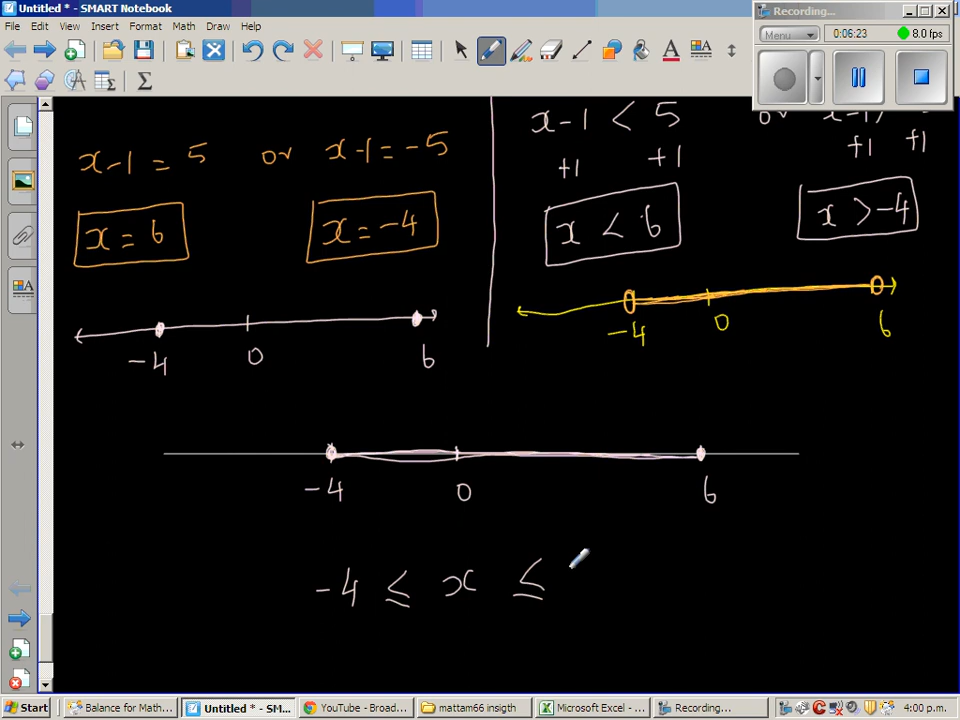 Untitled * - SMART Notebook
File Edit View Insert Format Math Draw Help
Recording...
Menu 0:06:23 8.0 fps
x-1 = 5 or x-1 = -5
x = 6 x = -4
-4 0 6
x-1 < 5 or
+1 +1 +1 +1
x < 6 x > -4
-4 0 6
-4 0 6
-4 ≤ x ≤
Start Balance for Math... Untitled * - SM... YouTube - Broad... mattam66 insigth Microsoft Excel - ... Recording... 4:00 p.m.